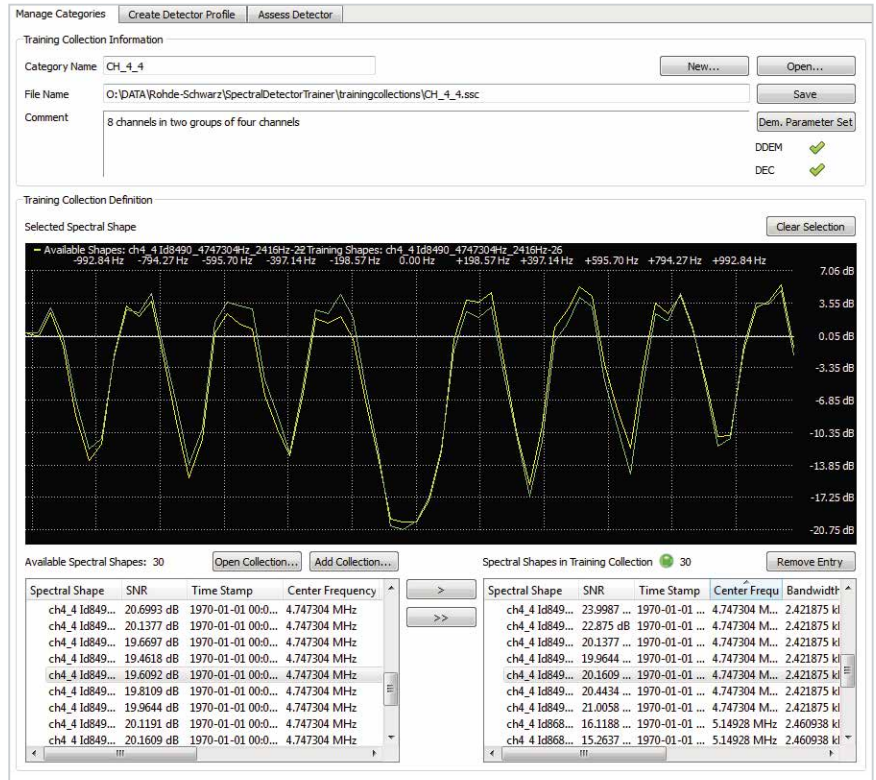 Manage Categories Create Detector Profile Assess Detector
Training Collection Information
Category Name CH_4_4 New... Open...
File Name O:\DATA\Rohde-Schwarz\SpectralDetectorTrainer\trainingcollections\CH_4_4.ssc Save
Comment 8 channels in two groups of four channels Dem. Parameter Set
DDEM
DEC
Training Collection Definition
Selected Spectral Shape Clear Selection
Available Shapes: ch4_4 Id8490_4747304Hz_2416Hz-22 Training Shapes: ch4_4 Id8490_4747304Hz_2416Hz-26
-992.84 Hz -794.27 Hz -595.70 Hz -397.14 Hz -198.57 Hz 0.00 Hz +198.57 Hz +397.14 Hz +595.70 Hz +794.27 Hz +992.84 Hz
7.06 dB
3.55 dB
0.05 dB
-3.35 dB
-6.85 dB
-10.35 dB
-13.85 dB
-17.25 dB
-20.75 dB
Available Spectral Shapes: 30 Open Collection... Add Collection... Spectral Shapes in Training Collection 30 Remove Entry
Spectral Shape SNR Time Stamp Center Frequency > Spectral Shape SNR Time Stamp Center Frequ Bandwidth
ch4_4 Id849... 20.6993 dB 1970-01-01 00:0... 4.747304 MHz ch4_4 Id849... 23.9987 ... 1970-01-01 ... 4.747304 M... 2.421875 kl
ch4_4 Id849... 20.1377 dB 1970-01-01 00:0... 4.747304 MHz >> ch4_4 Id849... 22.875 dB 1970-01-01 ... 4.747304 M... 2.421875 kl
ch4_4 Id849... 19.6697 dB 1970-01-01 00:0... 4.747304 MHz ch4_4 Id849... 20.1377 ... 1970-01-01 ... 4.747304 M... 2.421875 kl
ch4_4 Id849... 19.4618 dB 1970-01-01 00:0... 4.747304 MHz ch4_4 Id849... 19.9644 ... 1970-01-01 ... 4.747304 M... 2.421875 kl
ch4_4 Id849... 19.6092 dB 1970-01-01 00:0... 4.747304 MHz ch4_4 Id849... 20.1609 ... 1970-01-01 ... 4.747304 M... 2.421875 kl
ch4_4 Id849... 19.8109 dB 1970-01-01 00:0... 4.747304 MHz ch4_4 Id849... 20.4434 ... 1970-01-01 ... 4.747304 M... 2.421875 kl
ch4_4 Id849... 19.9644 dB 1970-01-01 00:0... 4.747304 MHz ch4_4 Id849... 21.0058 ... 1970-01-01 ... 4.747304 M... 2.421875 kl
ch4_4 Id849... 20.1191 dB 1970-01-01 00:0... 4.747304 MHz ch4_4 Id868... 16.1188 ... 1970-01-01 ... 5.14928 MHz 2.460938 kl
ch4_4 Id849... 20.1609 dB 1970-01-01 00:0... 4.747304 MHz ch4_4 Id868... 15.2637 ... 1970-01-01 ... 5.14928 MHz 2.460938 kl